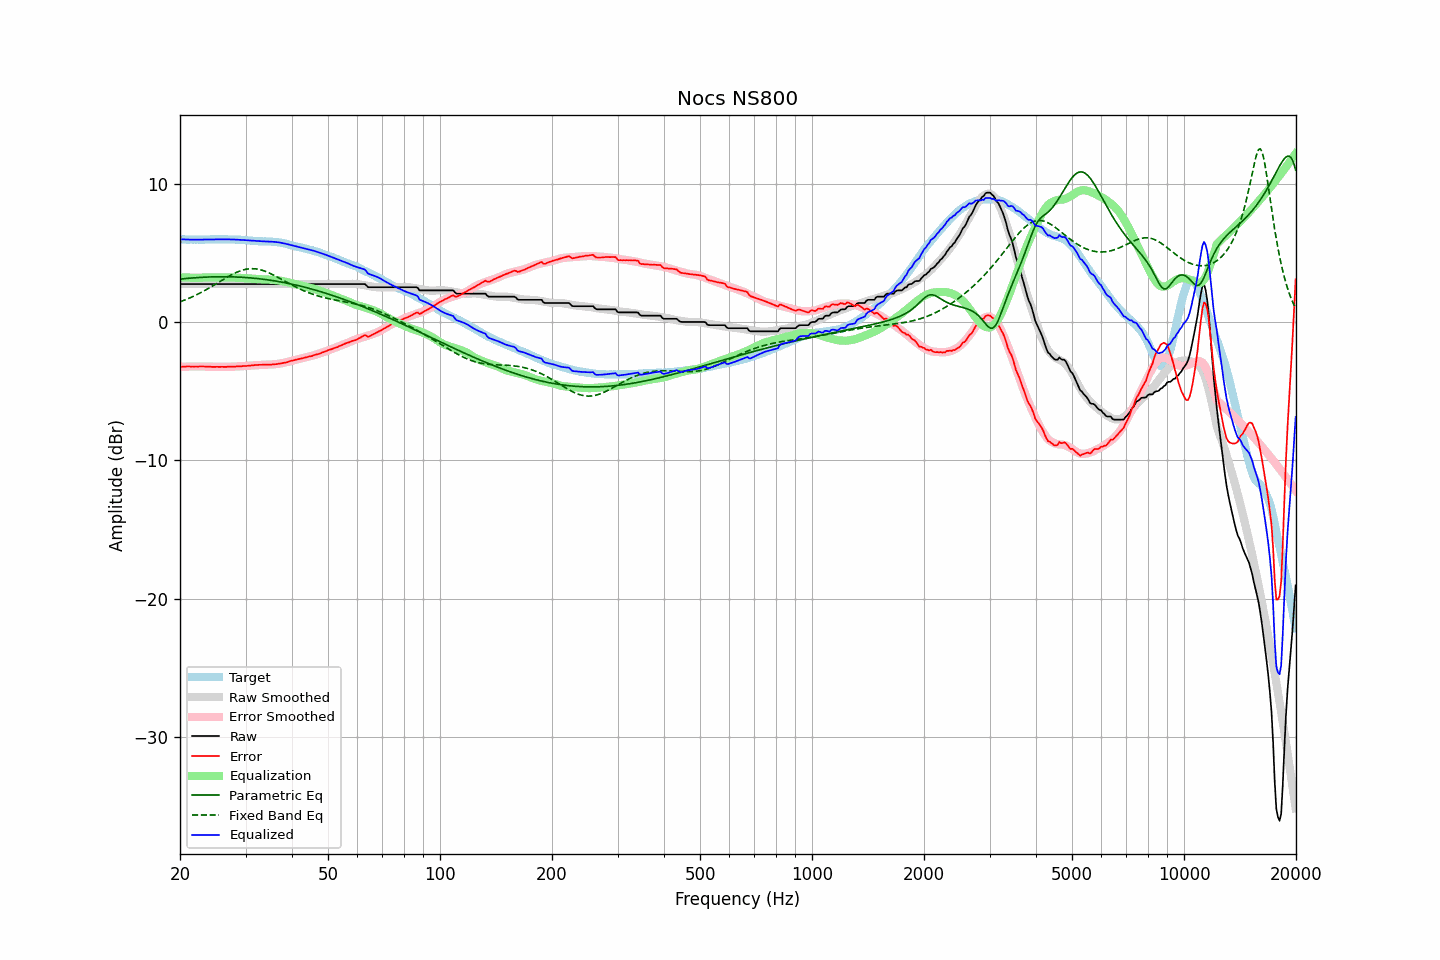 Nocs NS800
10
0
−10
−20
−30
Amplitude (dBr)
Target
Raw Smoothed
Error Smoothed
Raw
Error
Equalization
Parametric Eq
Fixed Band Eq
Equalized
20 50 100 200 500 1000 2000 5000 10000 20000
Frequency (Hz)